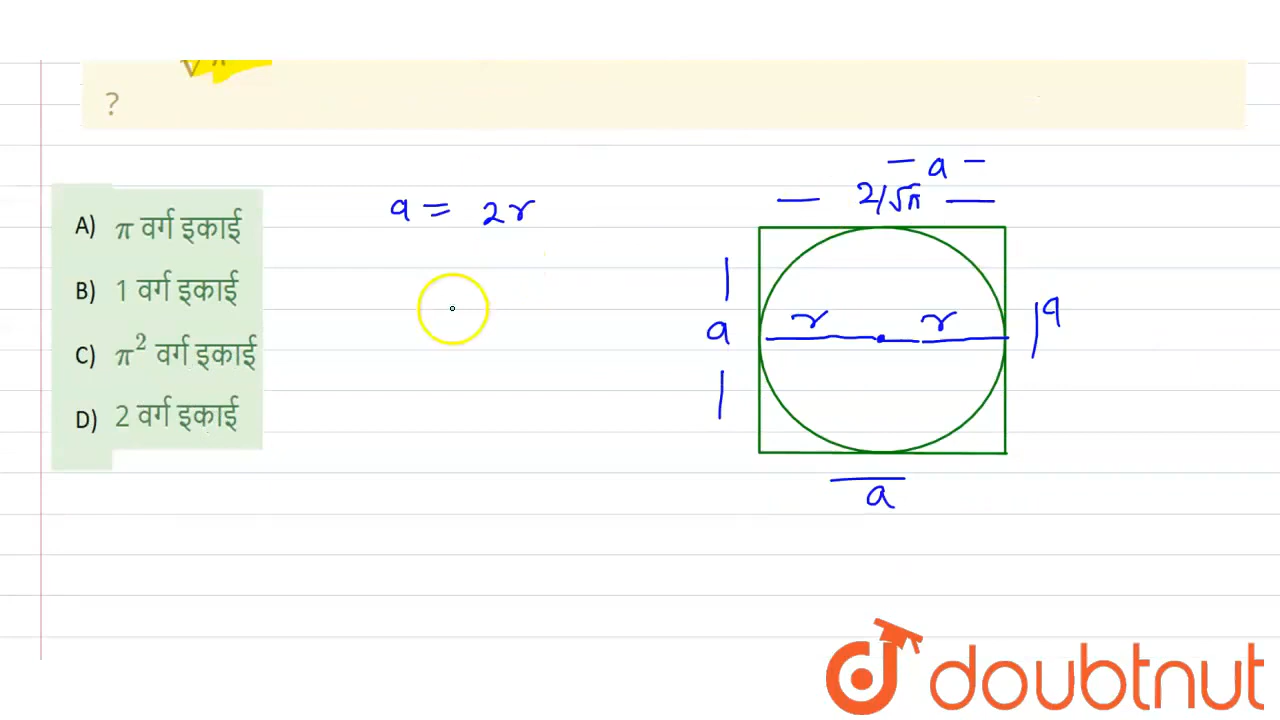 ?
A) π वर्ग इकाई
B) 1 वर्ग इकाई
C) π² वर्ग इकाई
D) 2 वर्ग इकाई
a = 2r
a
2/√π
a
r r
a
a
doubtnut